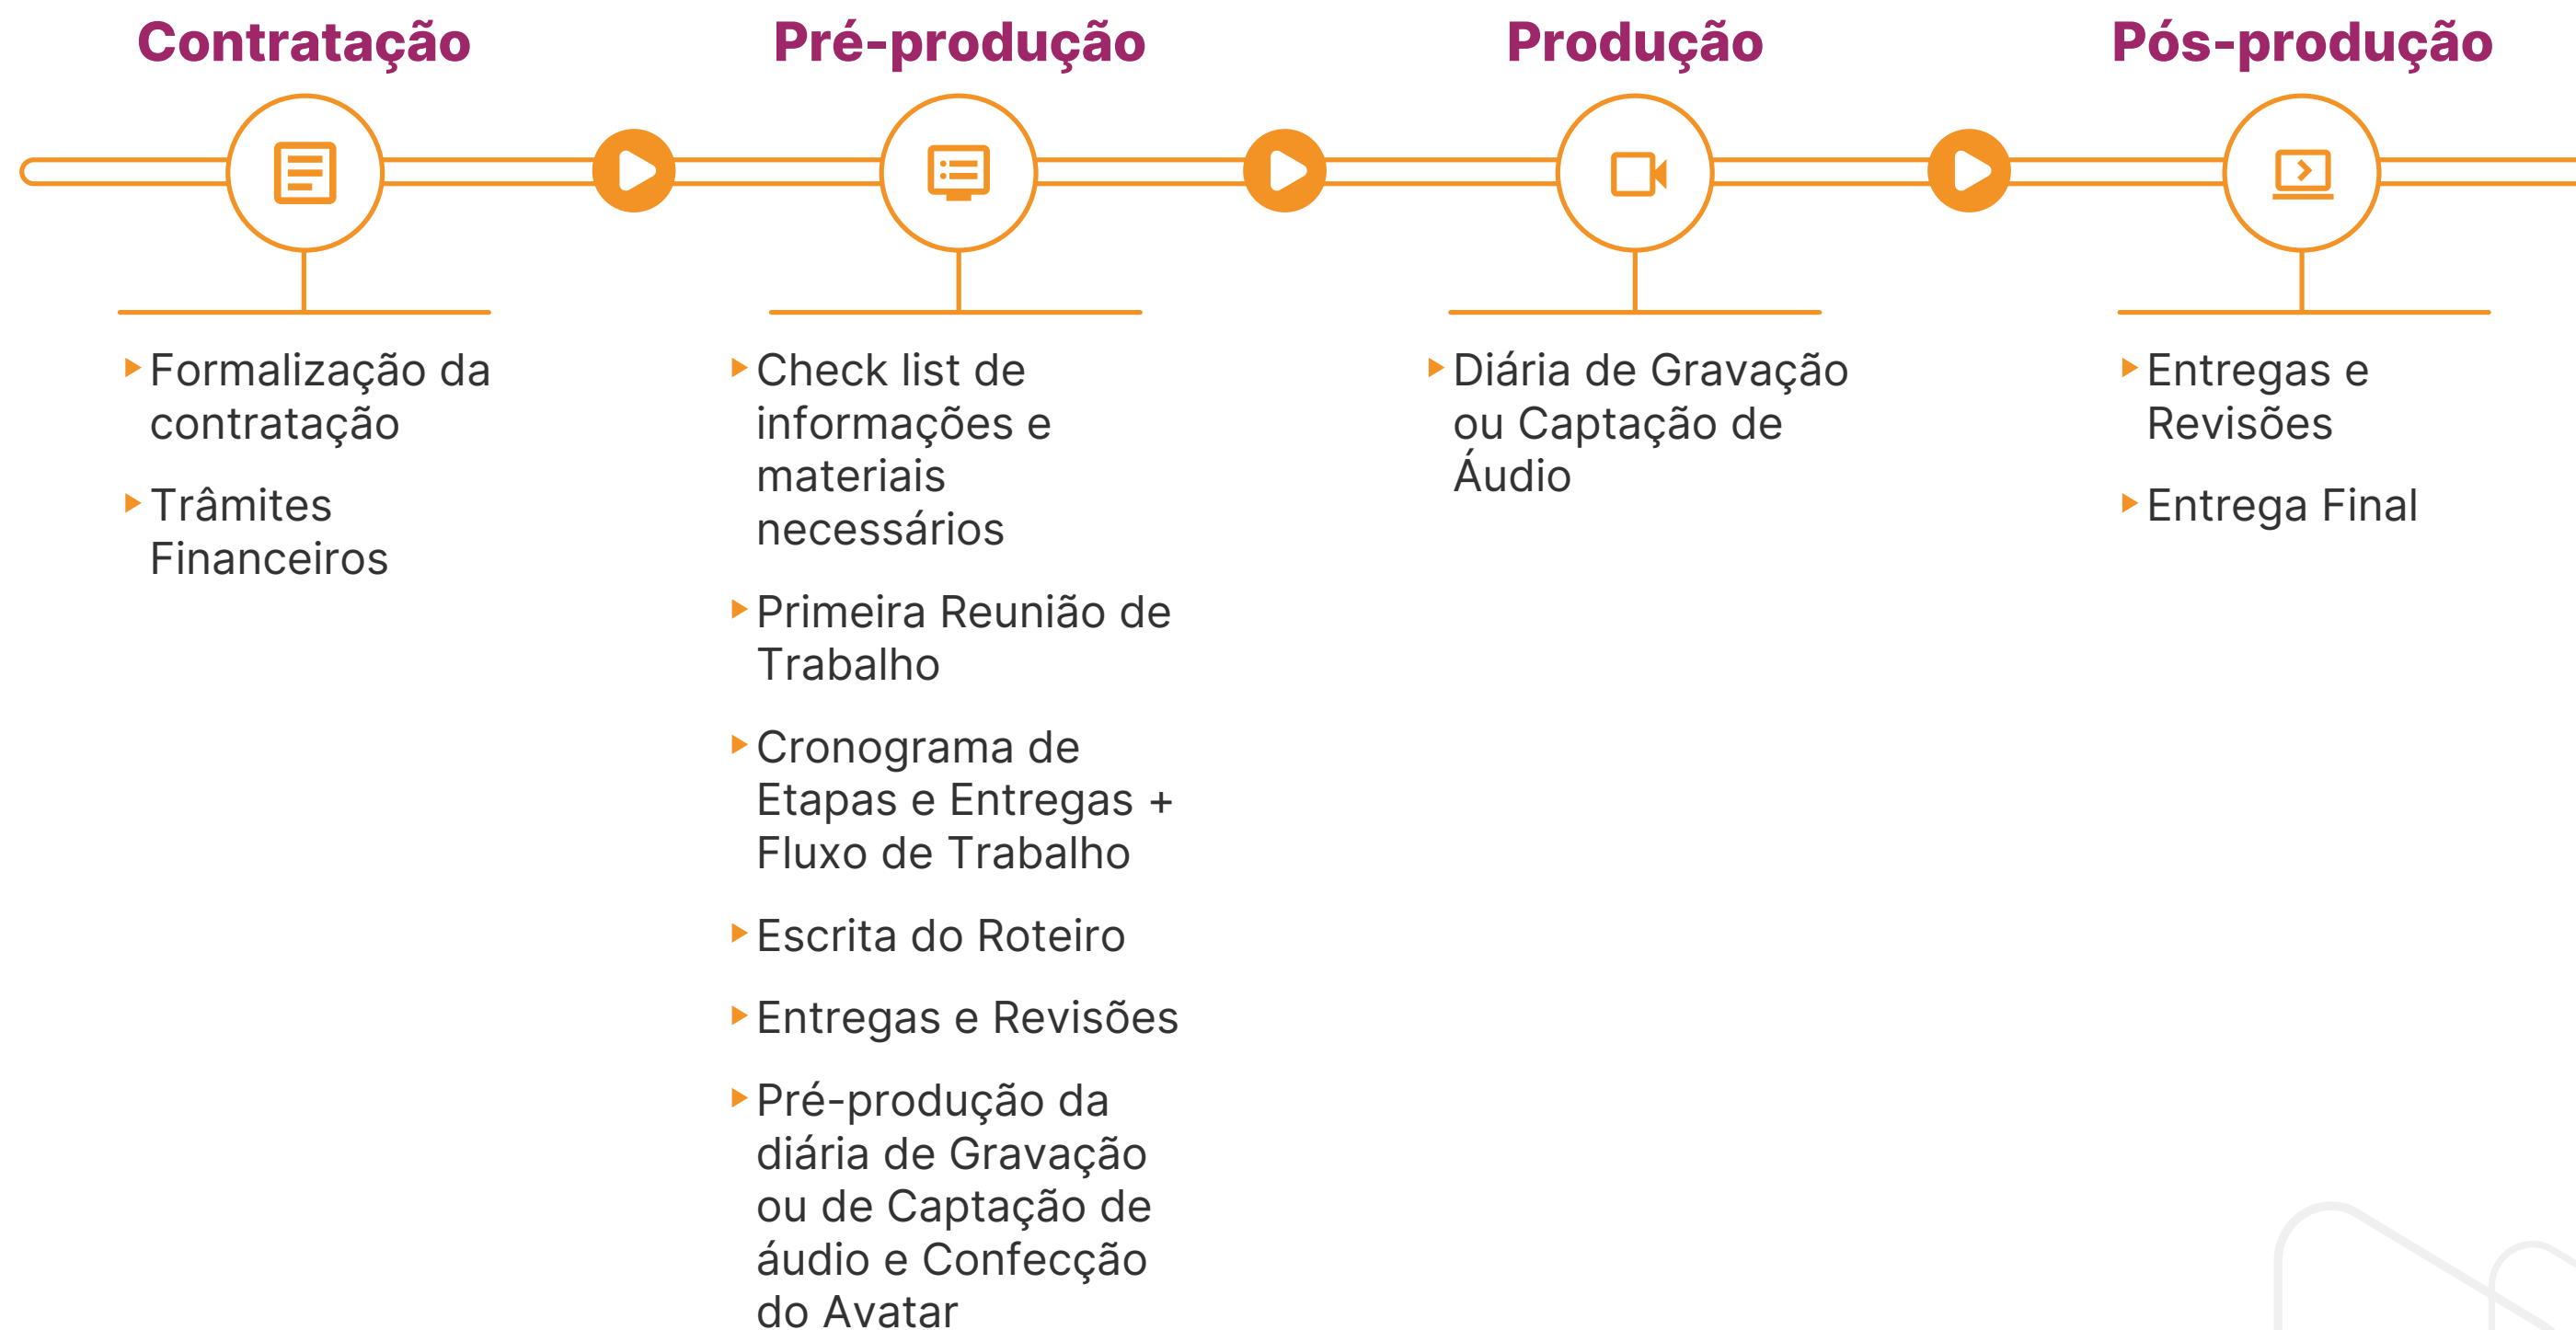 Contratação
Formalização da
contratação
Trâmites
Financeiros
Pré-produção
Check list de
informações e
materiais
necessários
Primeira Reunião de
Trabalho
Cronograma de
Etapas e Entregas +
Fluxo de Trabalho
Escrita do Roteiro
Entregas e Revisões
Pré-produção da
diária de Gravação
ou de Captação de
áudio e Confecção
do Avatar
Produção
Diária de Gravação
ou Captação de
Áudio
Pós-produção
Entregas e
Revisões
Entrega Final